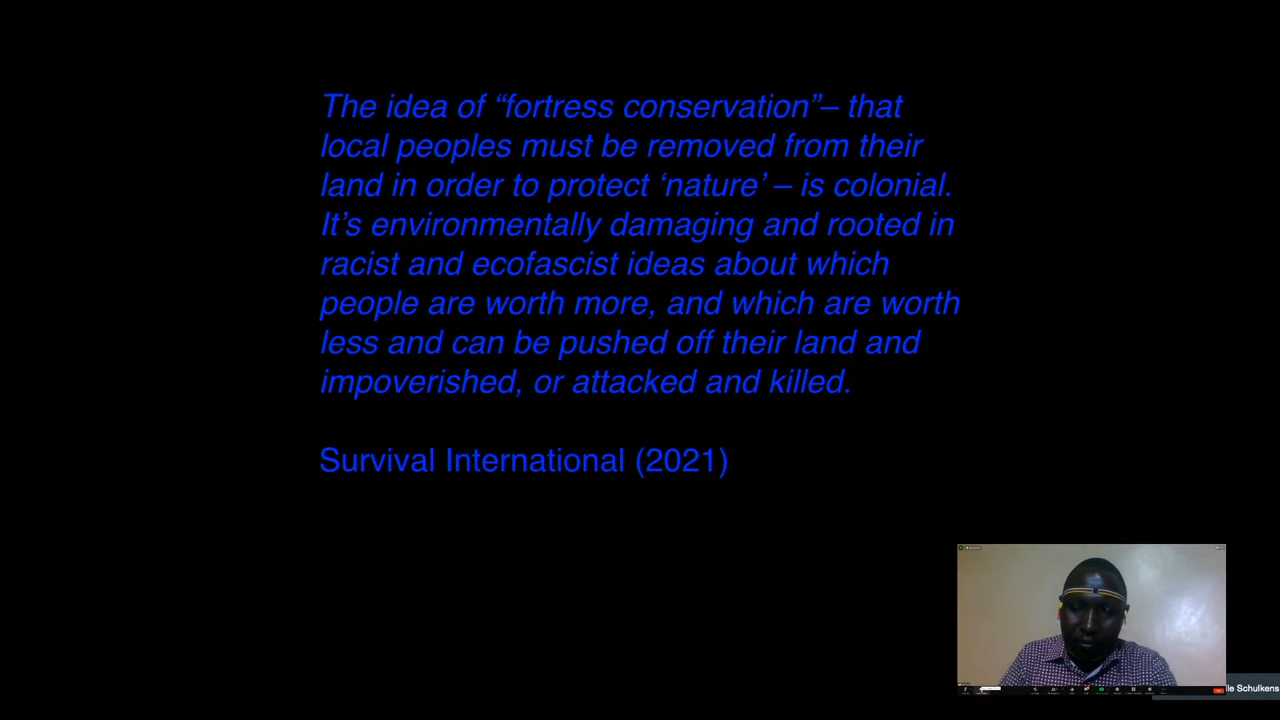 The idea of “fortress conservation”– that
local peoples must be removed from their
land in order to protect ‘nature’ – is colonial.
It’s environmentally damaging and rooted in
racist and ecofascist ideas about which
people are worth more, and which are worth
less and can be pushed off their land and
impoverished, or attacked and killed.
Survival International (2021)
Schulkens